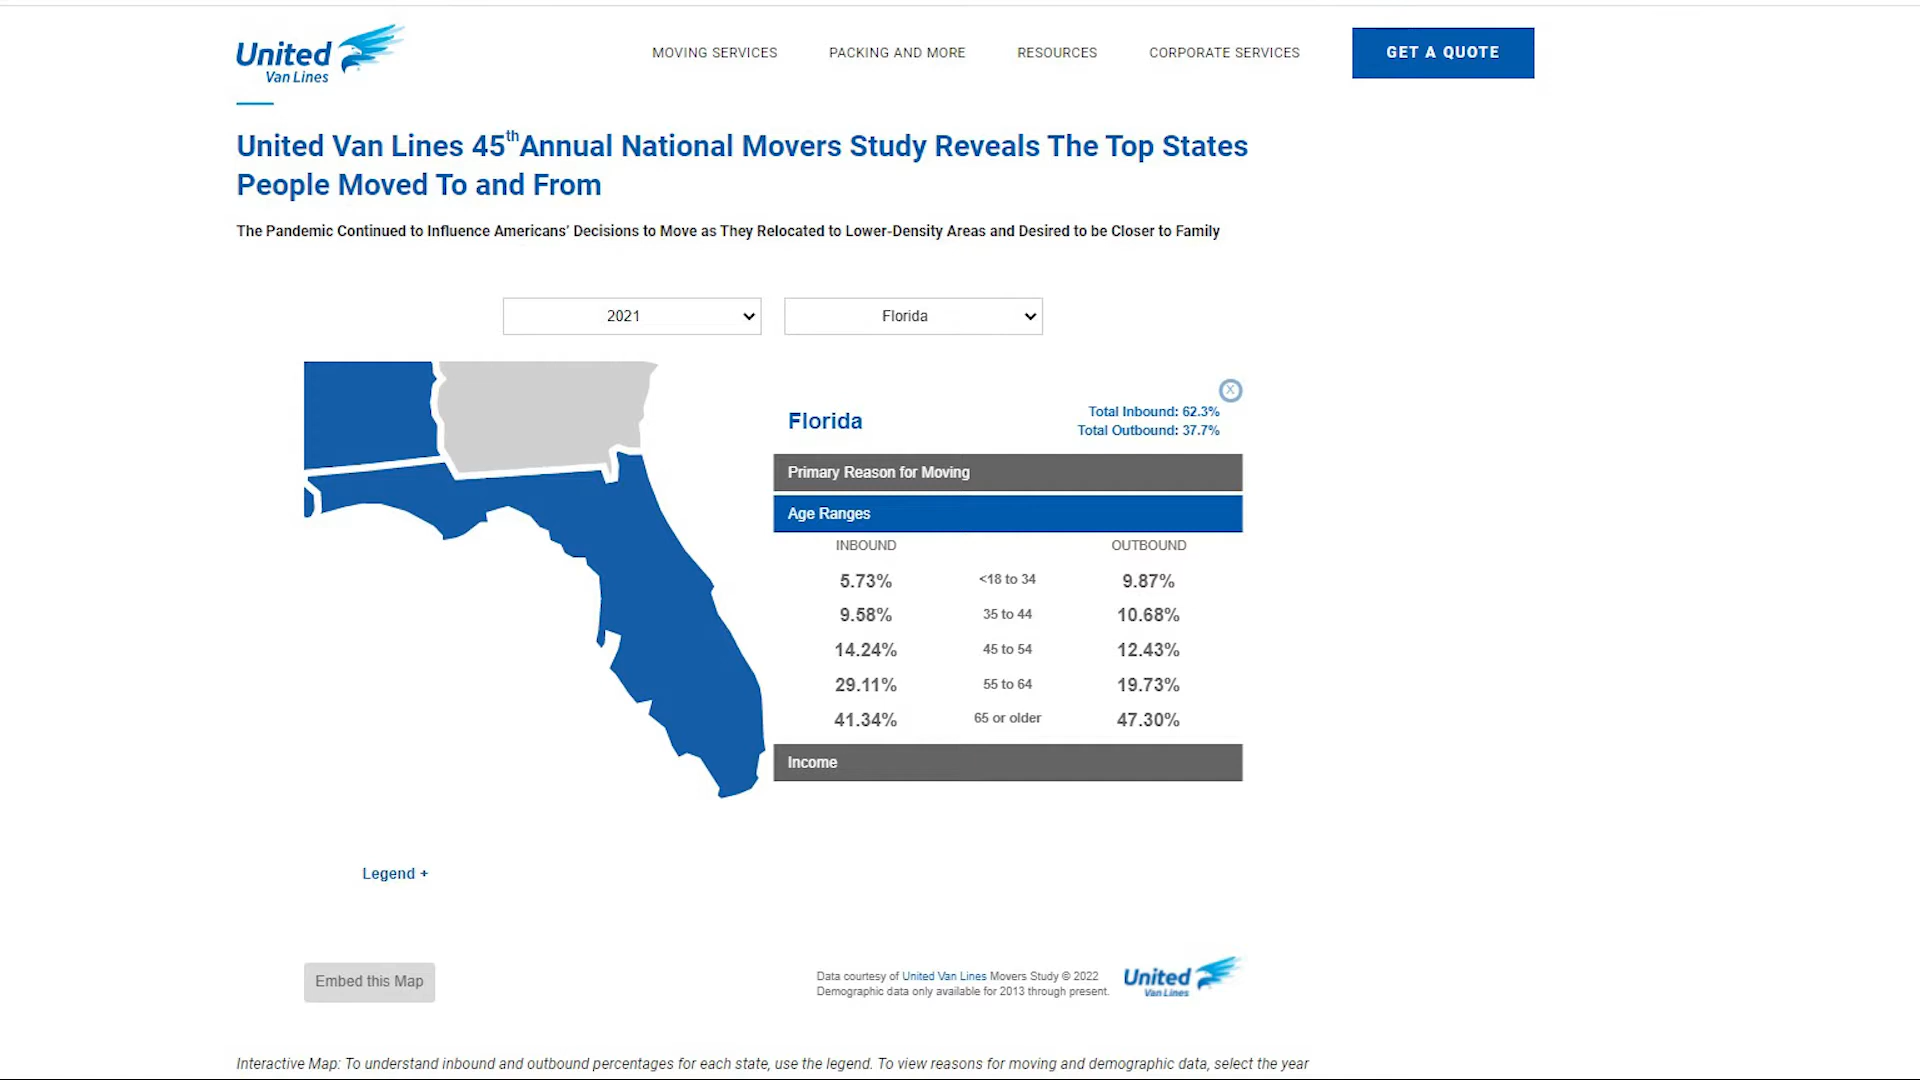 United
Van Lines
MOVING SERVICES
PACKING AND MORE
RESOURCES
CORPORATE SERVICES
GET A QUOTE
United Van Lines 45thAnnual National Movers Study Reveals The Top States
People Moved To and From
The Pandemic Continued to Influence Americans' Decisions to Move as They Relocated to Lower-Density Areas and Desired to be Closer to Family
2021
Florida
X
Florida
Total Inbound: 62.3%
Total Outbound: 37.7%
Primary Reason for Moving
Age Ranges
INBOUND OUTBOUND
5.73% <18 to 34 9.87%
9.58% 35 to 44 10.68%
14.24% 45 to 54 12.43%
29.11% 55 to 64 19.73%
41.34% 65 or older 47.30%
Income
Legend +
Embed this Map
Data courtesy of United Van Lines Movers Study © 2022
Demographic data only available for 2013 through present.
United
Van Lines
Interactive Map: To understand inbound and outbound percentages for each state, use the legend. To view reasons for moving and demographic data, select the year